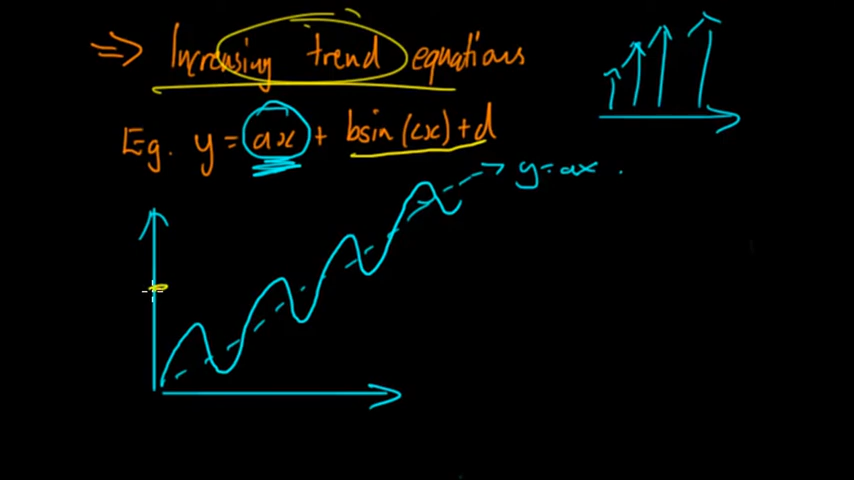 ⇒ Increasing trend equations
Eg. y = ax + bsin(cx)+d
y=ax.